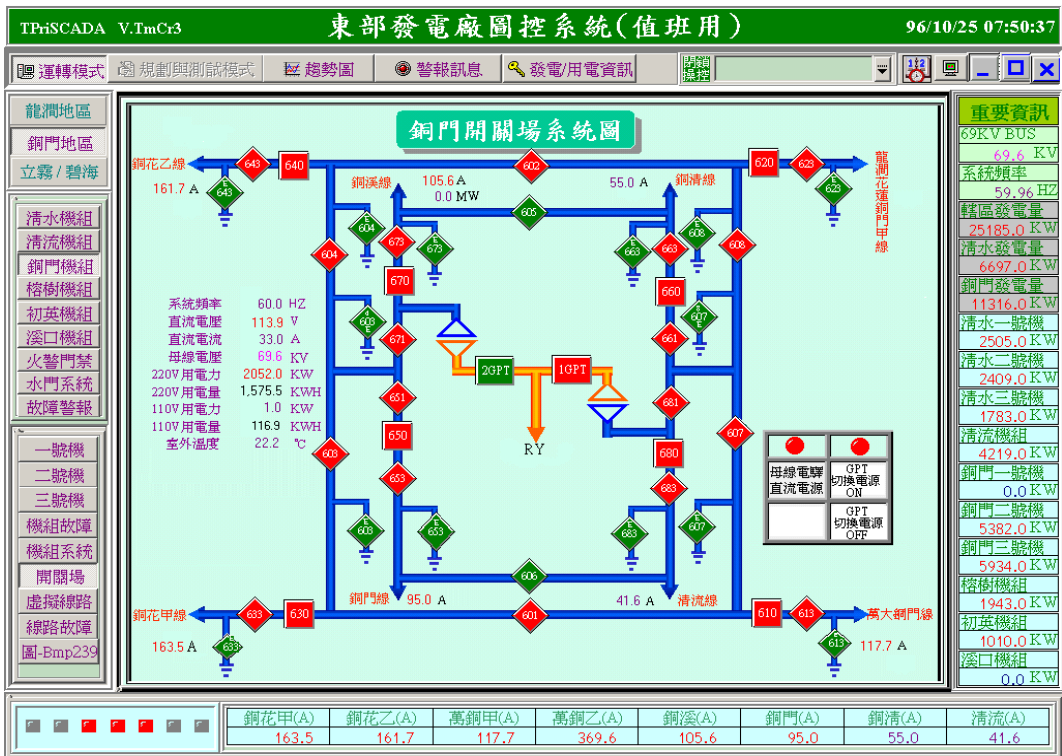 TPriSCADA V.TmCr3
東部發電廠圖控系統(值班用)
96/10/25 07:50:37
運轉模式
規劃與測試模式
趨勢圖
警報訊息
發電/用電資訊
閉鎖
操控
龍澗地區
銅門地區
立霧/碧海
清水機組
清流機組
銅門機組
榕樹機組
初英機組
溪口機組
火警門禁
水門系統
故障警報
一號機
二號機
三號機
機組故障
機組系統
開關場
虛擬線路
線路故障
圖-Bmp239
銅門開關場系統圖
銅花乙線
161.7 A
643
E
643
640
602
620
623
E
623
龍澗花蓮銅門甲線
銅溪線
105.6 A
0.0 MW
55.0 A
銅清線
605
604
E
604
673
E
673
670
663
E
663
E
608
608
660
4
603
E
671
4
607
E
661
系統頻率 60.0 HZ
直流電壓 113.9 V
直流電流 33.0 A
母線電壓 69.6 KV
220V用電力 2052.0 KW
220V用電量 1,575.5 KWH
110V用電力 1.0 KW
110V用電量 116.9 KWH
室外溫度 22.2 ℃
2GPT
1GPT
RY
651
650
653
681
680
683
603
607
E
603
E
653
E
683
E
607
母線電驛
直流電源
GPT
切換電源
ON
GPT
切換電源
OFF
606
銅門線 95.0 A
41.6 A 清流線
銅花甲線
163.5 A
633
E
633
630
601
610
613
E
613
萬大銅門線
117.7 A
重要資訊
69KV BUS
69.6 KV
系統頻率
59.96 HZ
轄區發電量
25185.0 KW
清水發電量
6697.0 KW
銅門發電量
11316.0 KW
清水一號機
2505.0 KW
清水二號機
2409.0 KW
清水三號機
1783.0 KW
清流機組
4219.0 KW
銅門一號機
0.0 KW
銅門二號機
5382.0 KW
銅門三號機
5934.0 KW
榕樹機組
1943.0 KW
初英機組
1010.0 KW
溪口機組
0.0 KW
銅花甲(A) 銅花乙(A) 萬銅甲(A) 萬銅乙(A) 銅溪(A) 銅門(A) 銅清(A) 清流(A)
163.5 161.7 117.7 369.6 105.6 95.0 55.0 41.6